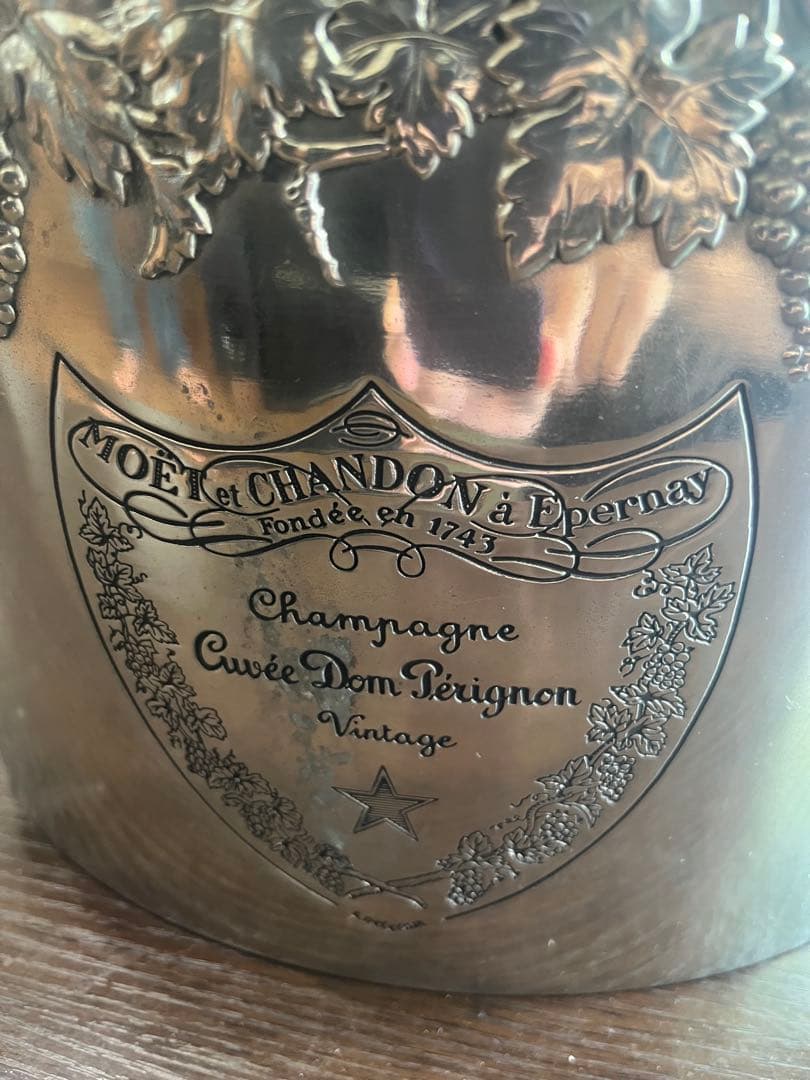 MOËT et CHANDON à Epernay
Fondée en 1743
Champagne
Cuvée Dom Pérignon
Vintage